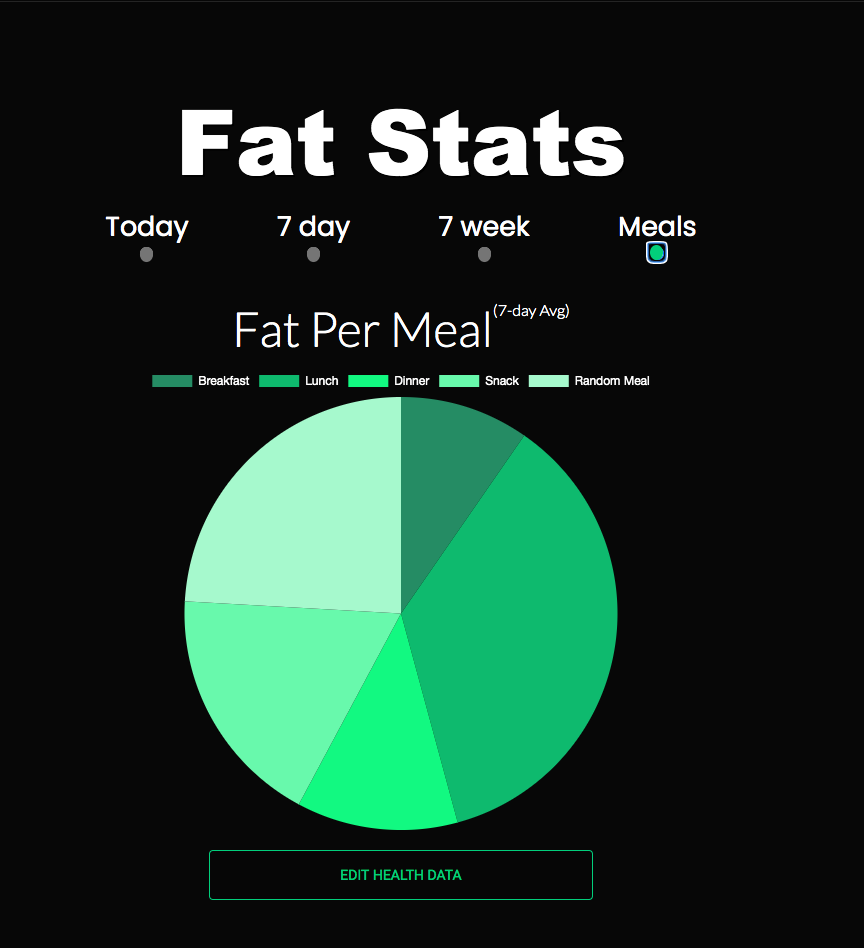 Fat Stats
Today 7 day 7 week Meals
Fat Per Meal (7-day Avg)
Breakfast Lunch Dinner Snack Random Meal
EDIT HEALTH DATA